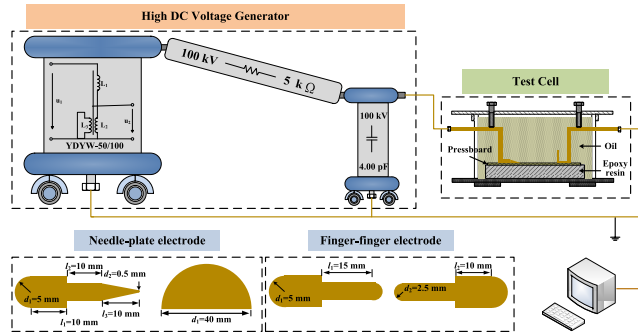 High DC Voltage Generator
100 kV
5 k Ω
L₁
u₁
L₃
L₂
u₂
YDYW-50/100
100 kV
4.00 pF
Test Cell
Pressboard
Oil
Epoxy
resin
Needle-plate electrode
Finger-finger electrode
l₂=10 mm
d₂=0.5 mm
d₁=5 mm
l₃=10 mm
l₁=10 mm
d₁=40 mm
l₁=15 mm
d₁=5 mm
l₂=10 mm
d₂=2.5 mm